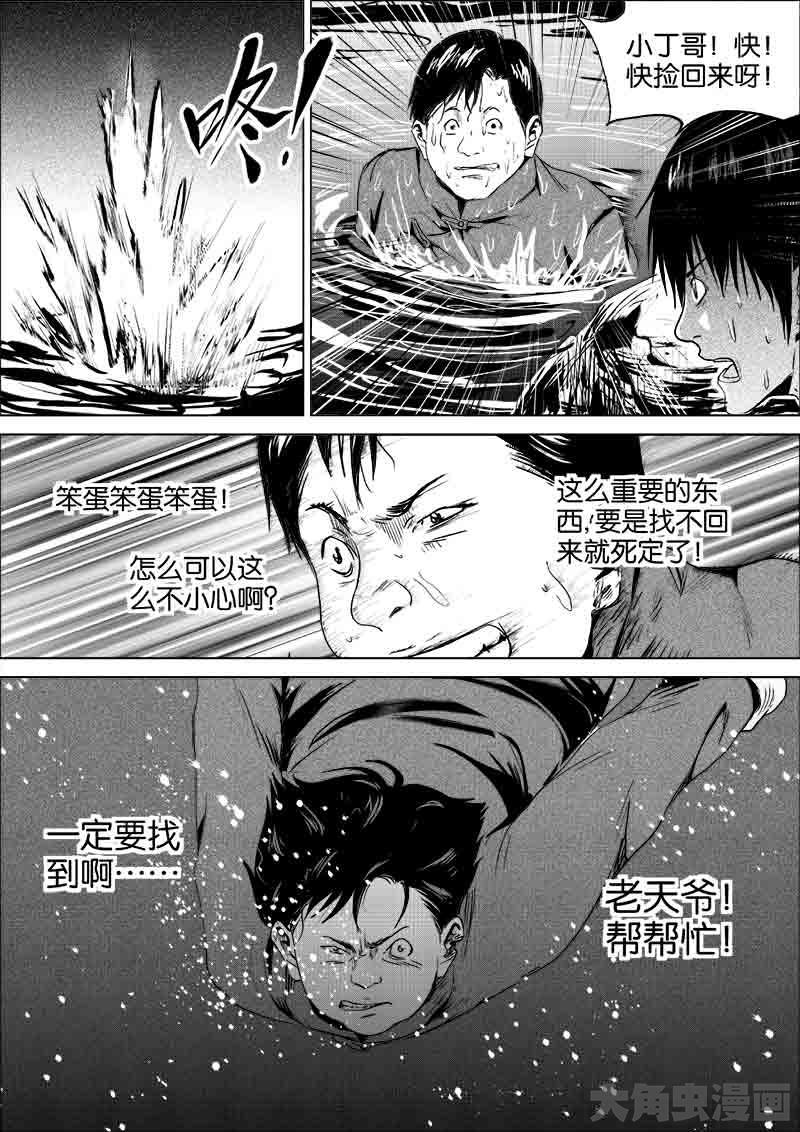 咚！
小丁哥！快！
快捡回来呀！
笨蛋笨蛋笨蛋！
怎么可以这
么不小心啊？
这么重要的东
西，要是找不回
来就死定了！
一定要找
到啊……
老天爷！
帮帮忙！
大角虫漫画